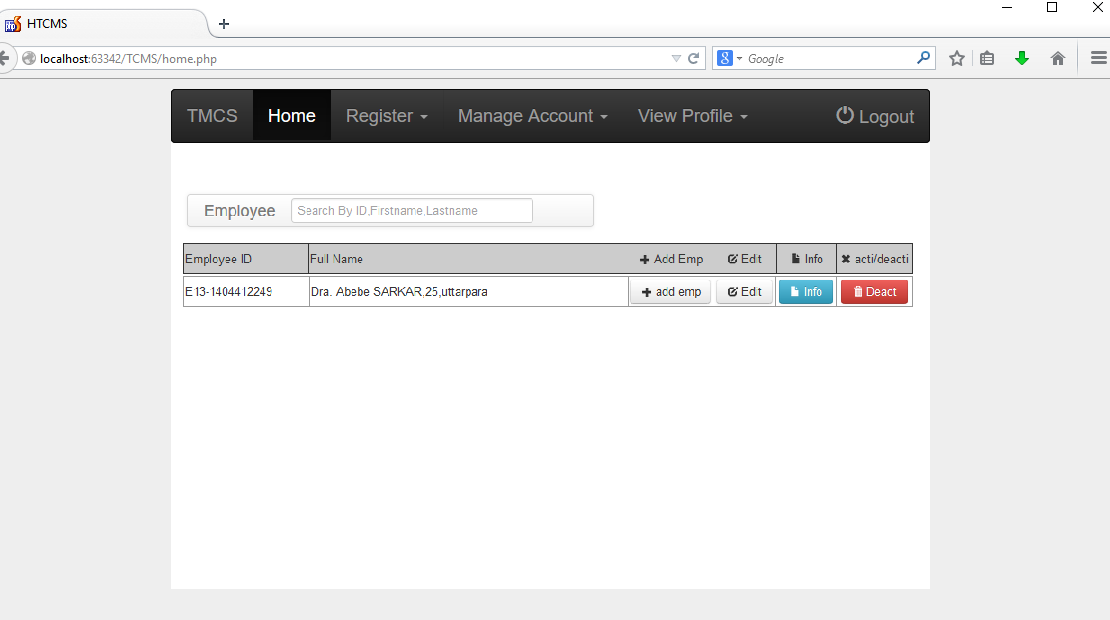 HTCMS
localhost:63342/TCMS/home.php
Google
TMCS Home Register Manage Account View Profile Logout
Employee Search By ID,Firstname,Lastname
Employee ID Full Name Add Emp Edit Info acti/deacti
E13-1404412249 Dra. Abebe SARKAR,25,uttarpara add emp Edit Info Deact